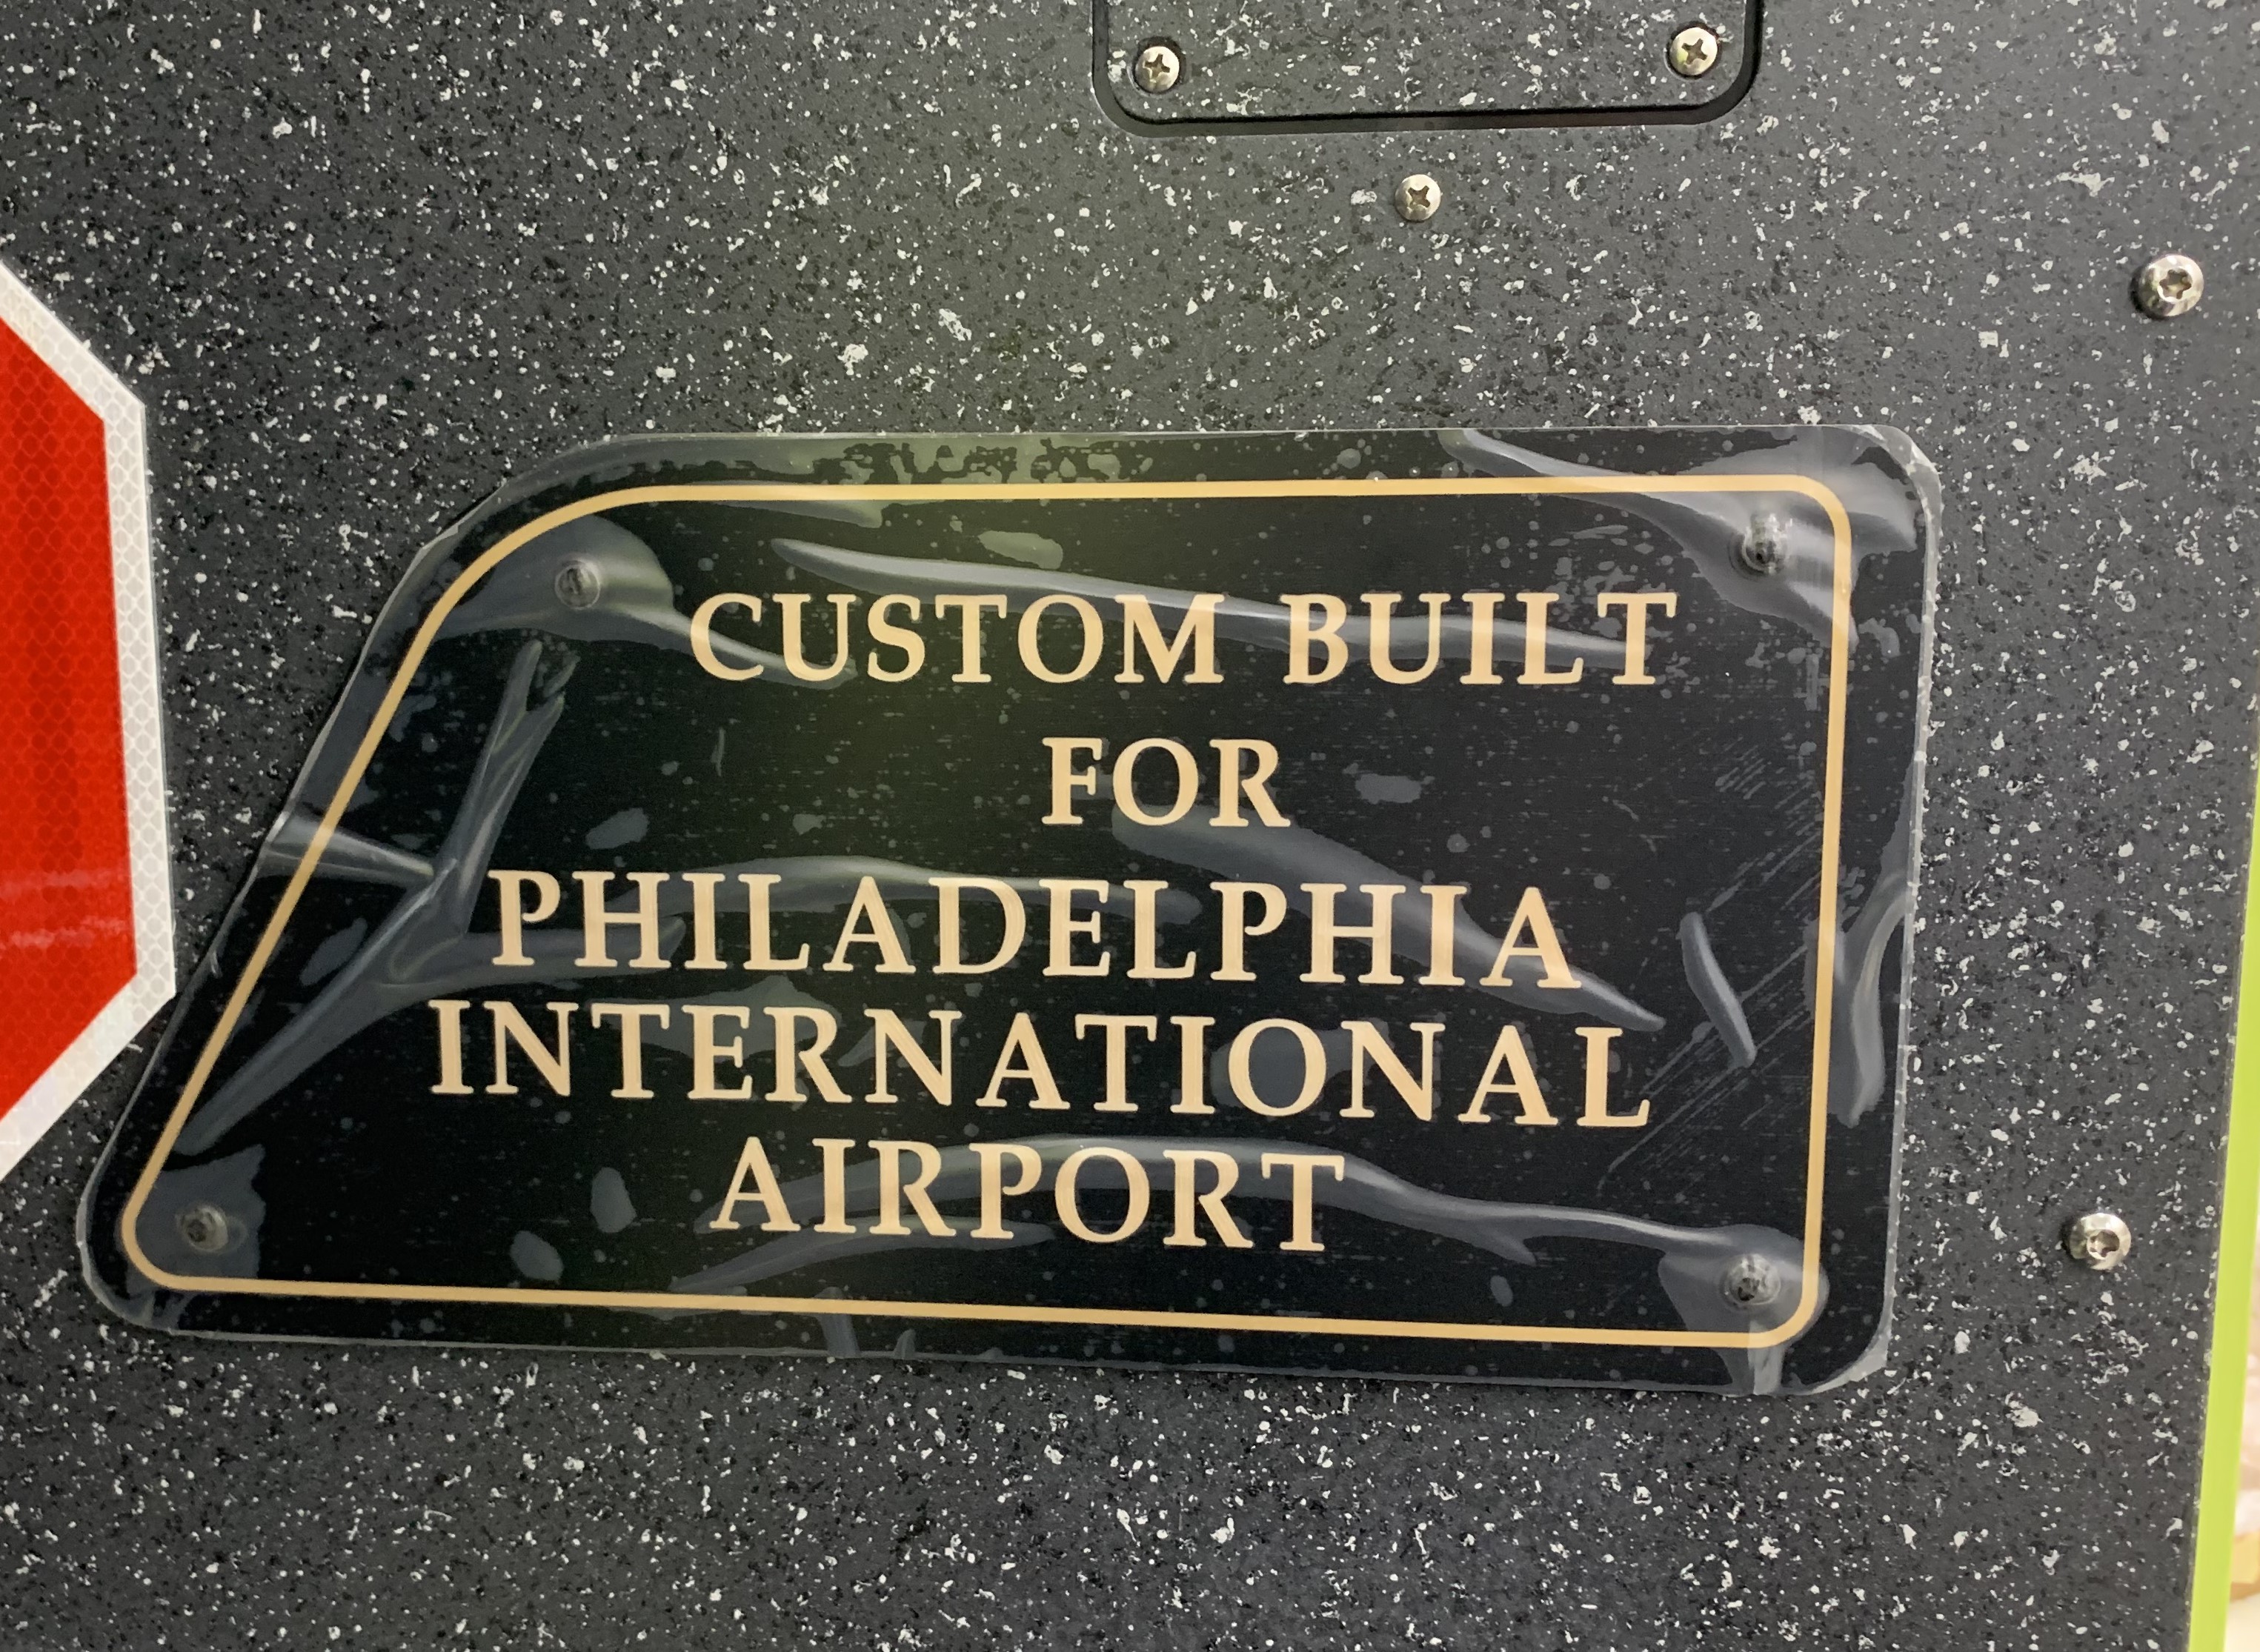 CUSTOM BUILT
FOR
PHILADELPHIA
INTERNATIONAL
AIRPORT